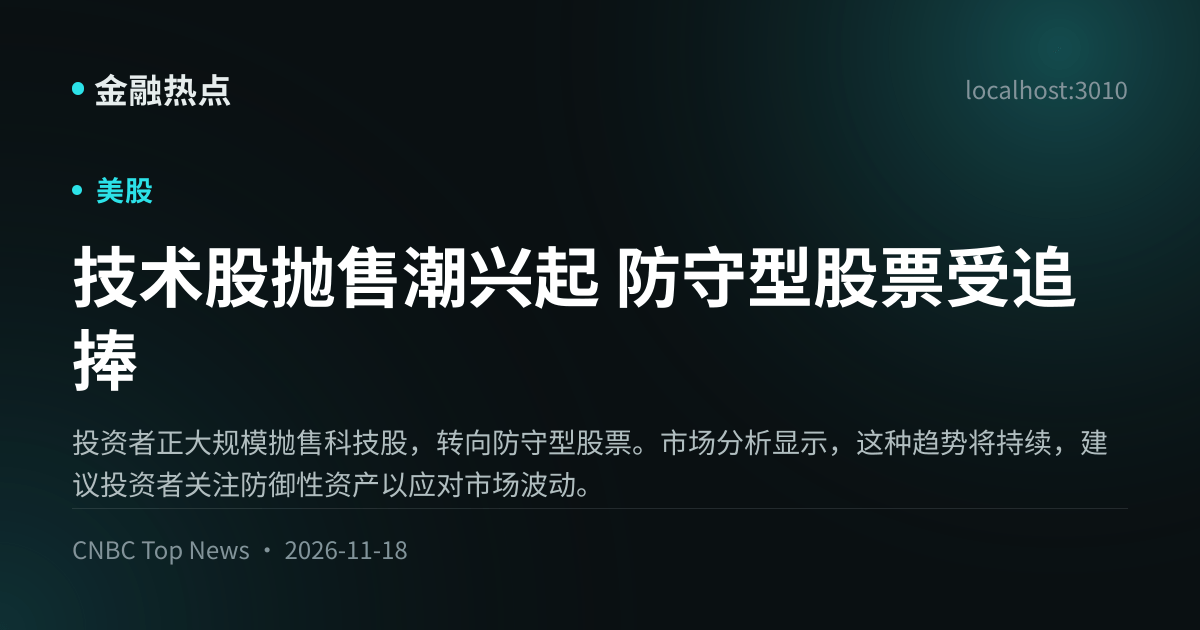 金融热点
localhost:3010
美股
技术股抛售潮兴起 防守型股票受追
捧
投资者正大规模抛售科技股，转向防守型股票。市场分析显示，这种趋势将持续，建
议投资者关注防御性资产以应对市场波动。
CNBC Top News · 2026-11-18